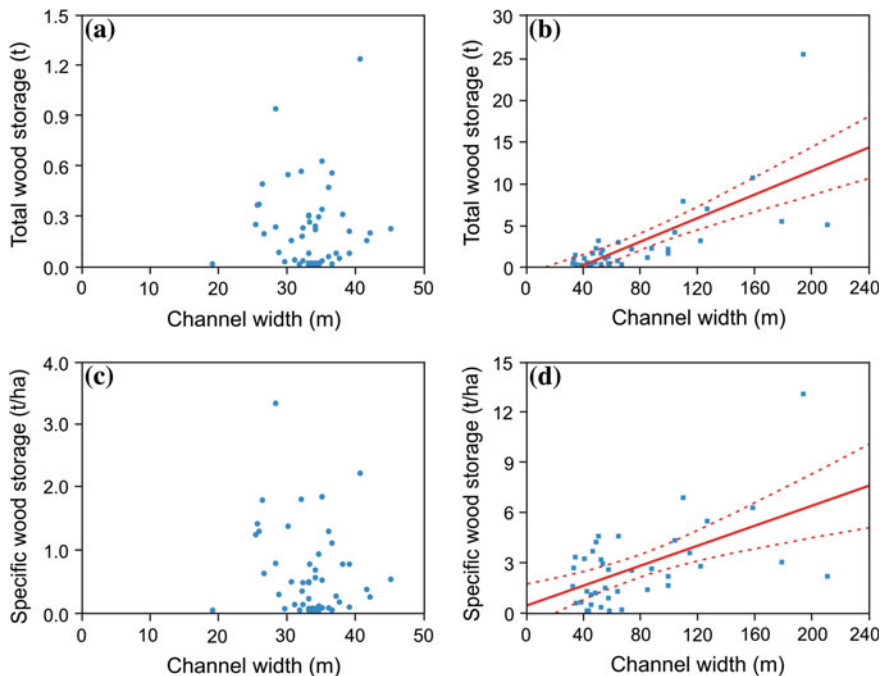 (a)
Total wood storage (t)
1.5
1.2
0.9
0.6
0.3
0.0
0 10 20 30 40 50
Channel width (m)
(b)
Total wood storage (t)
30
25
20
15
10
5
0
0 40 80 120 160 200 240
Channel width (m)
(c)
Specific wood storage (t/ha)
4.0
3.0
2.0
1.0
0
0 10 20 30 40 50
Channel width (m)
(d)
Specific wood storage (t/ha)
15
12
9
6
3
0
0 40 80 120 160 200 240
Channel width (m)